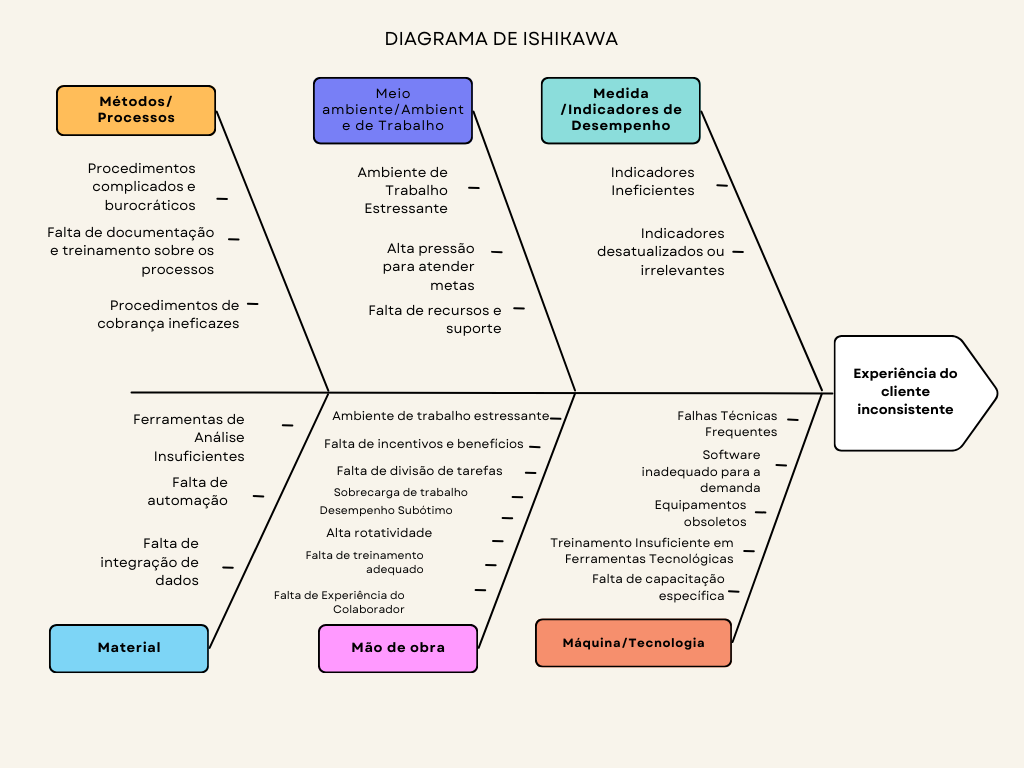 DIAGRAMA DE ISHIKAWA
Métodos/
Processos
Meio
ambiente/Ambient
e de Trabalho
Medida
/Indicadores de
Desempenho
Procedimentos
complicados e
burocráticos
Falta de documentação
e treinamento sobre os
processos
Procedimentos de
cobrança ineficazes
Ambiente de
Trabalho
Estressante
Alta pressão
para atender
metas
Falta de recursos e
suporte
Indicadores
Ineficientes
Indicadores
desatualizados ou
irrelevantes
Experiência do
cliente
inconsistente
Ferramentas de
Análise
Insuficientes
Falta de
automação
Falta de
integração de
dados
Ambiente de trabalho estressante
Falta de incentivos e benefícios
Falta de divisão de tarefas
Sobrecarga de trabalho
Desempenho Subótimo
Alta rotatividade
Falta de treinamento
adequado
Falta de Experiência do
Colaborador
Falhas Técnicas
Frequentes
Software
inadequado para a
demanda
Equipamentos
obsoletos
Treinamento Insuficiente em
Ferramentas Tecnológicas
Falta de capacitação
específica
Material
Mão de obra
Máquina/Tecnologia